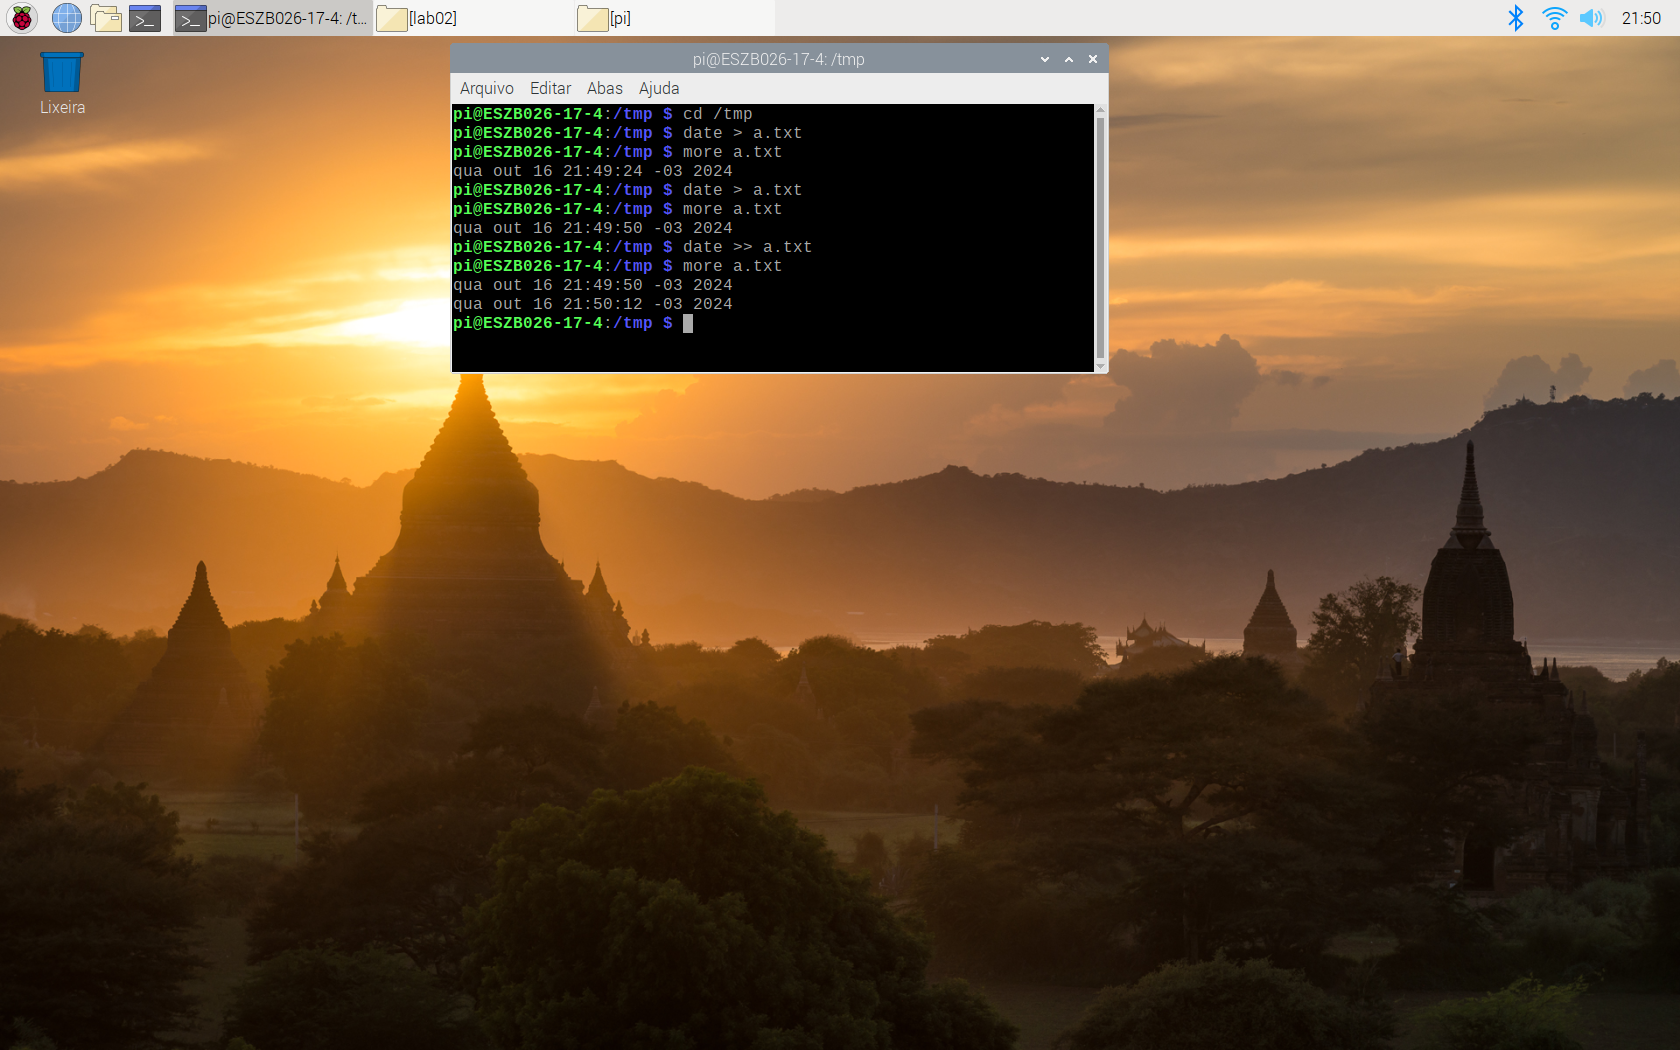 pi@ESZB026-17-4: /t...
[lab02]
[pi]
21:50
Lixeira
pi@ESZB026-17-4: /tmp
Arquivo Editar Abas Ajuda
pi@ESZB026-17-4:/tmp $ cd /tmp
pi@ESZB026-17-4:/tmp $ date > a.txt
pi@ESZB026-17-4:/tmp $ more a.txt
qua out 16 21:49:24 -03 2024
pi@ESZB026-17-4:/tmp $ date > a.txt
pi@ESZB026-17-4:/tmp $ more a.txt
qua out 16 21:49:50 -03 2024
pi@ESZB026-17-4:/tmp $ date >> a.txt
pi@ESZB026-17-4:/tmp $ more a.txt
qua out 16 21:49:50 -03 2024
qua out 16 21:50:12 -03 2024
pi@ESZB026-17-4:/tmp $